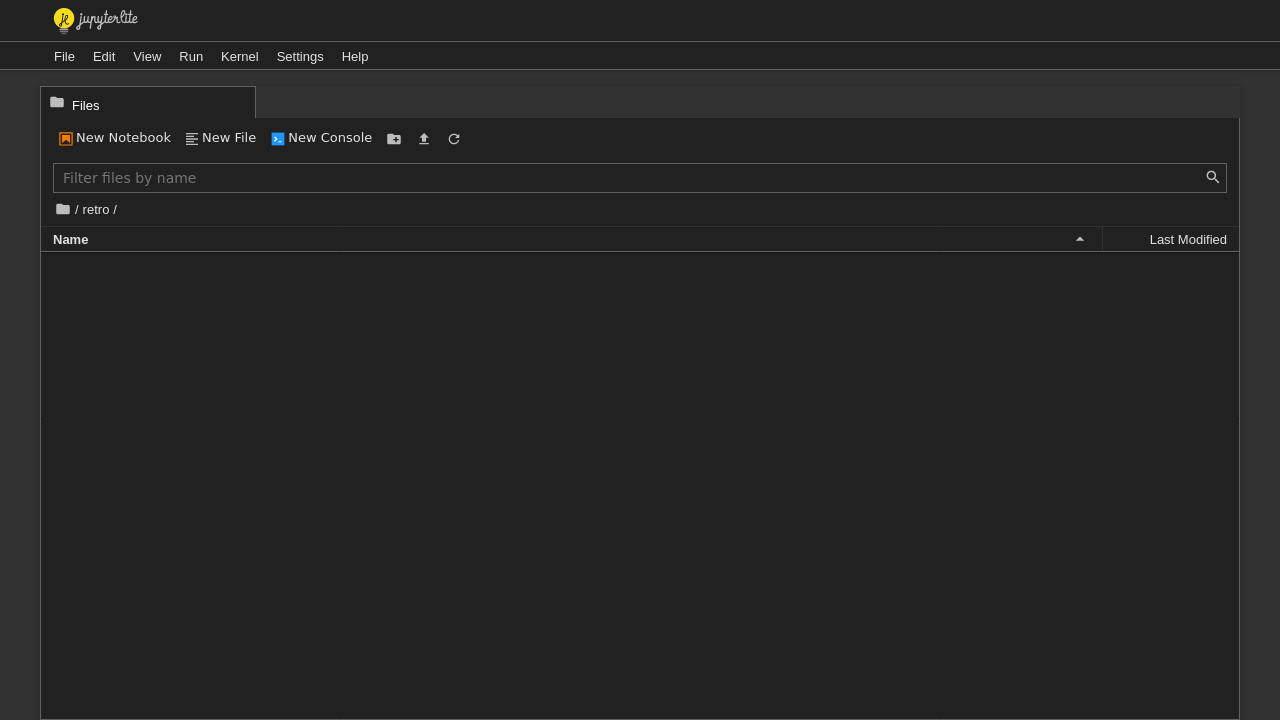 jupyterlite
File Edit View Run Kernel Settings Help
Files
New Notebook New File New Console
Filter files by name
/ retro /
Name Last Modified